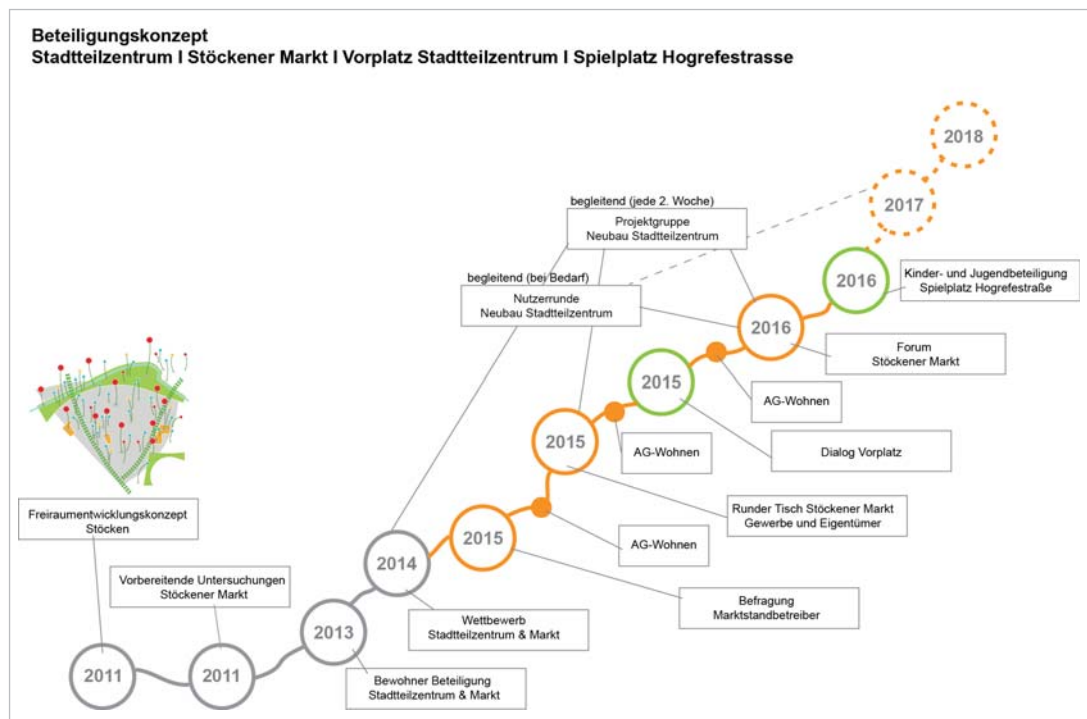 Beteiligungskonzept
Stadtteilzentrum I Stöckener Markt I Vorplatz Stadtteilzentrum I Spielplatz Hogrefestrasse
2018
2017
begleitend (jede 2. Woche)
Projektgruppe
Neubau Stadtteilzentrum
2016
Kinder- und Jugendbeteiligung
Spielplatz Hogrefestraße
begleitend (bei Bedarf)
Nutzerrunde
Neubau Stadtteilzentrum
2016
Forum
Stöckener Markt
2015
AG-Wohnen
2015
AG-Wohnen
Dialog Vorplatz
Freiraumentwicklungskonzept
Stöcken
Runder Tisch Stöckener Markt
Gewerbe und Eigentümer
2015
AG-Wohnen
2014
Vorbereitende Untersuchungen
Stöckener Markt
Befragung
Marktstandbetreiber
Wettbewerb
Stadtteilzentrum & Markt
2013
2011
2011
Bewohner Beteiligung
Stadtteilzentrum & Markt